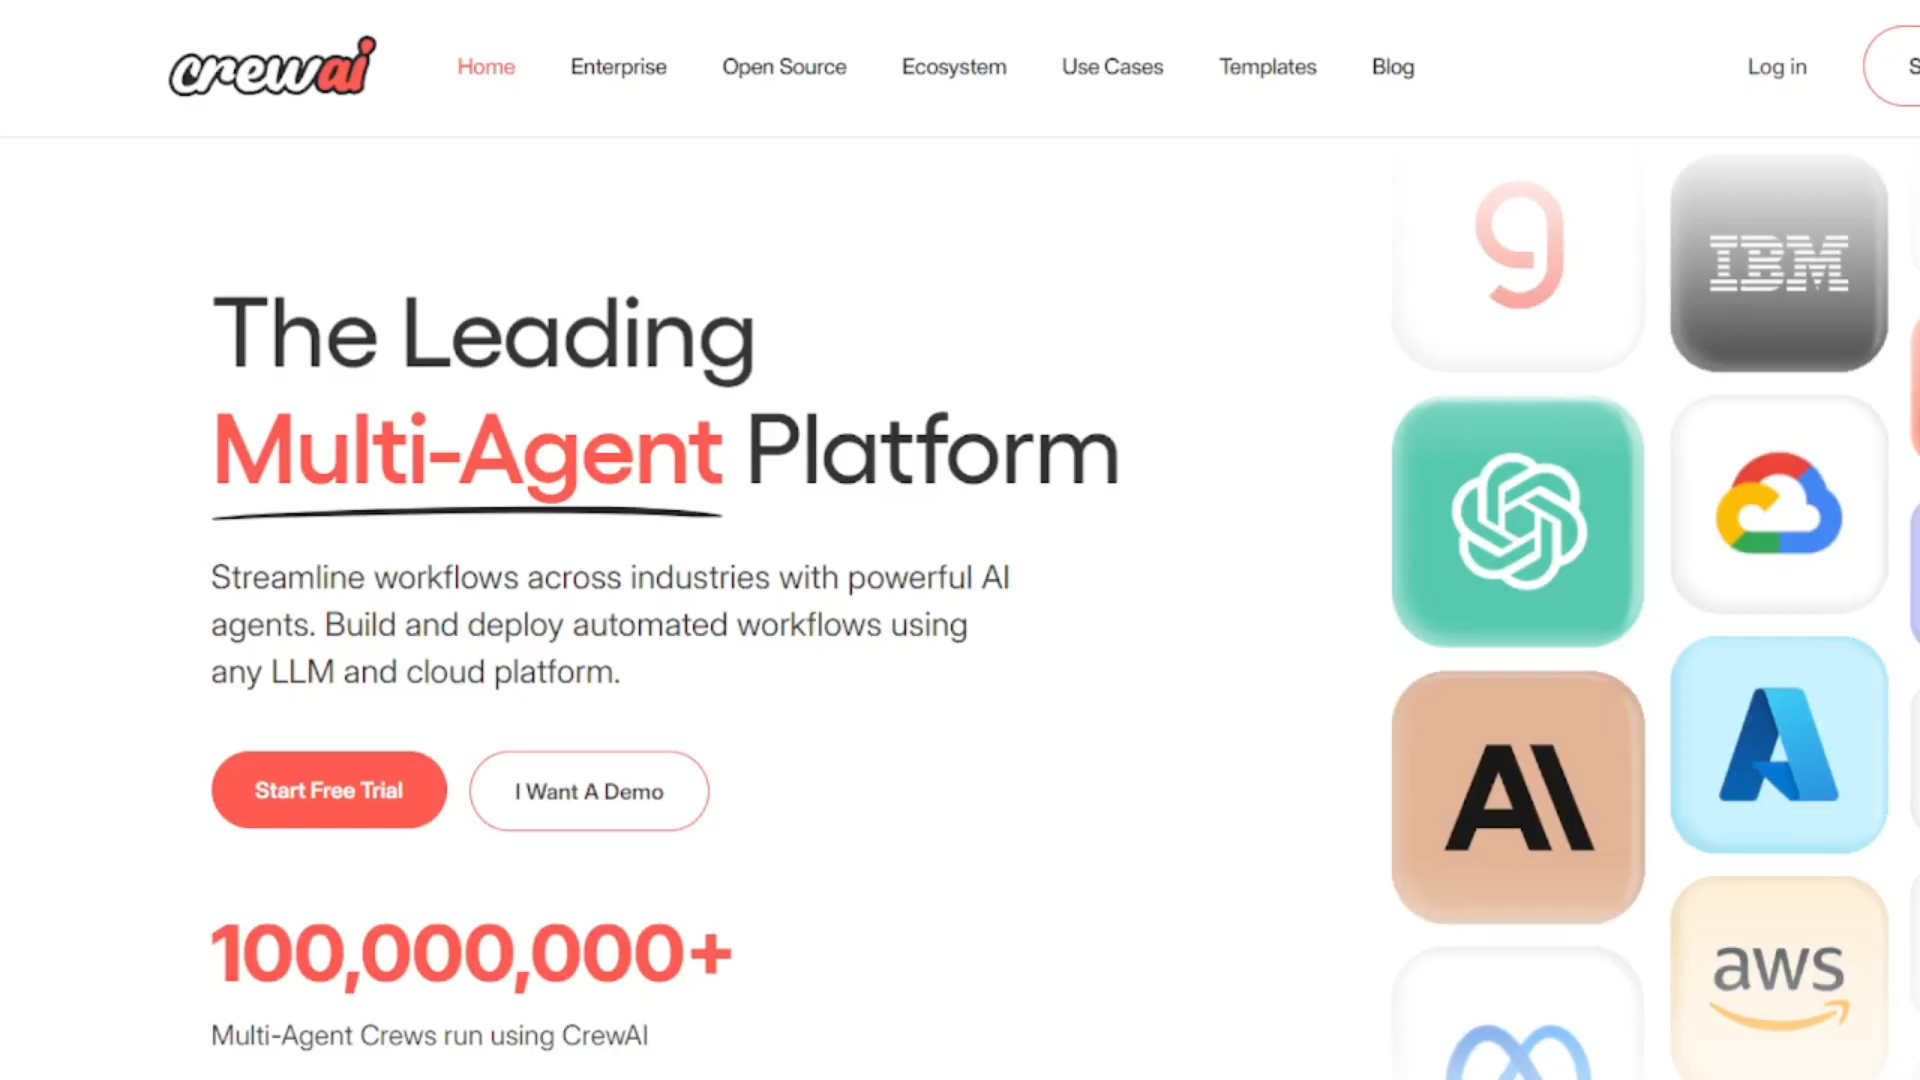 crewai
Home
Enterprise
Open Source
Ecosystem
Use Cases
Templates
Blog
Log in
The Leading
Multi-Agent Platform
Streamline workflows across industries with powerful AI
agents. Build and deploy automated workflows using
any LLM and cloud platform.
Start Free Trial
I Want A Demo
100,000,000+
Multi-Agent Crews run using CrewAI
g
IBM
AI
aws